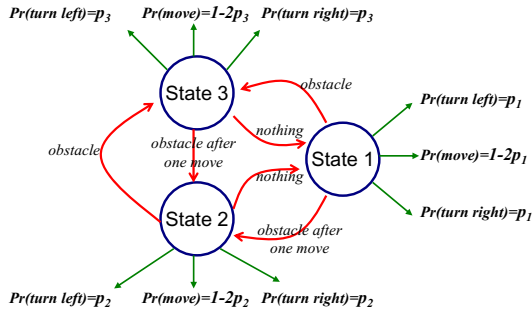 Pr(turn left)=p3
Pr(move)=1-2p3
Pr(turn right)=p3
obstacle
State 3
Pr(turn left)=p1
nothing
obstacle
obstacle after
one move
State 1
Pr(move)=1-2p1
nothing
Pr(turn right)=p1
State 2
obstacle after
one move
Pr(turn left)=p2
Pr(move)=1-2p2
Pr(turn right)=p2